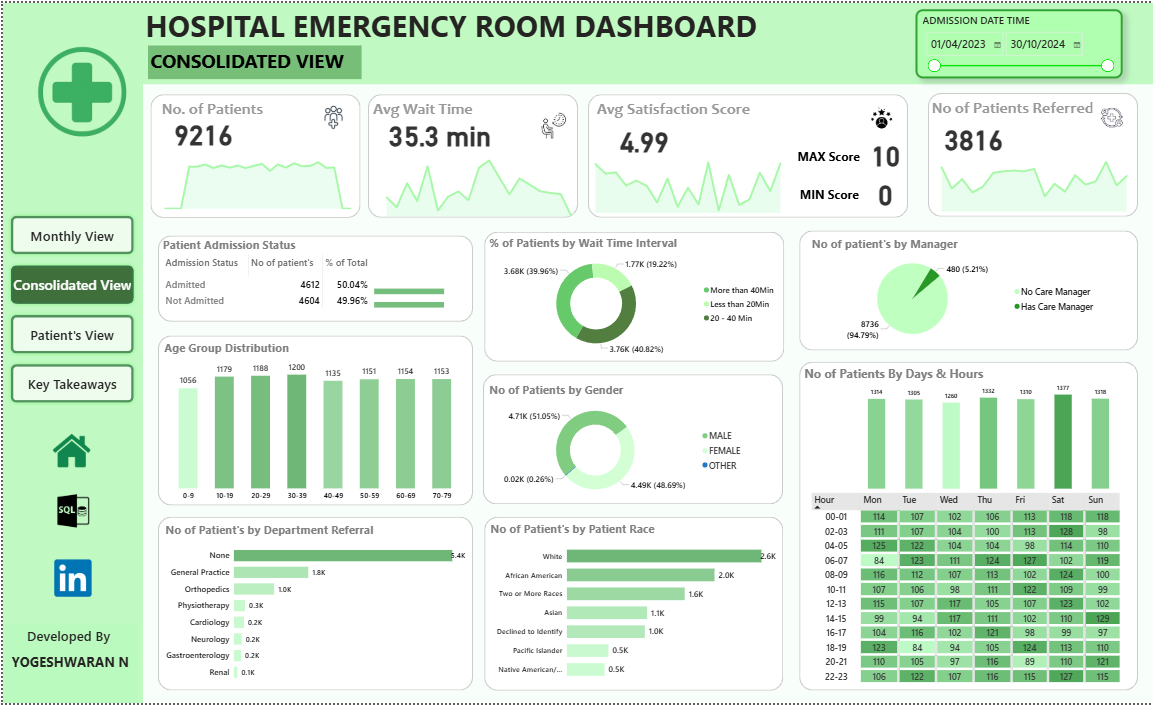 HOSPITAL EMERGENCY ROOM DASHBOARD
CONSOLIDATED VIEW
ADMISSION DATE TIME
01/04/2023 30/10/2024
No. of Patients
9216
Avg Wait Time
35.3 min
Avg Satisfaction Score
4.99
MAX Score 10
MIN Score 0
No of Patients Referred
3816
Monthly View
Consolidated View
Patient's View
Key Takeaways
SQL
in
Developed By
YOGESHWARAN N
Patient Admission Status
Admission Status No of patient's % of Total
Admitted 4612 50.04%
Not Admitted 4604 49.96%
Age Group Distribution
1056 1179 1188 1200 1135 1151 1154 1153
0-9 10-19 20-29 30-39 40-49 50-59 60-69 70-79
No of Patient's by Department Referral
None 5.4K
General Practice 1.8K
Orthopedics 1.0K
Physiotherapy 0.3K
Cardiology 0.2K
Neurology 0.2K
Gastroenterology 0.2K
Renal 0.1K
% of Patients by Wait Time Interval
3.68K (39.96%)
1.77K (19.22%)
3.76K (40.82%)
More than 40Min
Less than 20Min
20 - 40 Min
No of Patients by Gender
4.71K (51.05%)
0.02K (0.26%)
4.49K (48.69%)
MALE
FEMALE
OTHER
No of Patient's by Patient Race
White 2.6K
African American 2.0K
Two or More Races 1.6K
Asian 1.1K
Declined to Identify 1.0K
Pacific Islander 0.5K
Native American/... 0.5K
No of patient's by Manager
480 (5.21%)
8736
(94.79%)
No Care Manager
Has Care Manager
No of Patients By Days & Hours
1314 1305 1260 1332 1310 1377 1318
Hour Mon Tue Wed Thu Fri Sat Sun
00-01 114 107 102 106 113 118 118
02-03 111 107 104 100 113 128 98
04-05 125 122 104 104 98 114 110
06-07 84 123 111 124 127 102 119
08-09 116 112 107 113 102 124 100
10-11 107 106 98 111 122 109 99
12-13 115 107 117 105 107 123 102
14-15 99 94 117 111 102 110 129
16-17 104 116 102 121 98 99 97
18-19 123 84 94 105 124 113 110
20-21 110 105 97 116 89 110 121
22-23 106 122 107 116 115 127 115